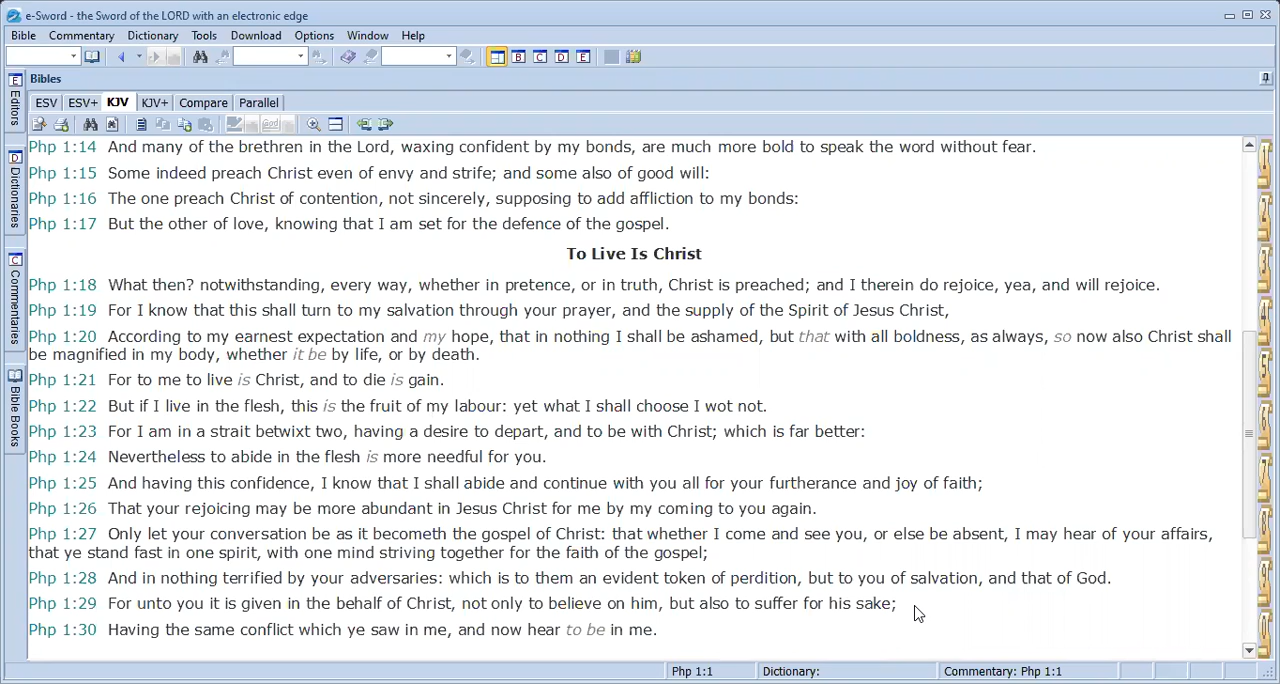 e-Sword - the Sword of the LORD with an electronic edge
Bible Commentary Dictionary Tools Download Options Window Help
B C D E
Bibles
ESV ESV+ KJV KJV+ Compare Parallel
E Editors
D Dictionaries
C Commentaries
Bible Books
Php 1:14 And many of the brethren in the Lord, waxing confident by my bonds, are much more bold to speak the word without fear.
Php 1:15 Some indeed preach Christ even of envy and strife; and some also of good will:
Php 1:16 The one preach Christ of contention, not sincerely, supposing to add affliction to my bonds:
Php 1:17 But the other of love, knowing that I am set for the defence of the gospel.
To Live Is Christ
Php 1:18 What then? notwithstanding, every way, whether in pretence, or in truth, Christ is preached; and I therein do rejoice, yea, and will rejoice.
Php 1:19 For I know that this shall turn to my salvation through your prayer, and the supply of the Spirit of Jesus Christ,
Php 1:20 According to my earnest expectation and my hope, that in nothing I shall be ashamed, but that with all boldness, as always, so now also Christ shall
be magnified in my body, whether it be by life, or by death.
Php 1:21 For to me to live is Christ, and to die is gain.
Php 1:22 But if I live in the flesh, this is the fruit of my labour: yet what I shall choose I wot not.
Php 1:23 For I am in a strait betwixt two, having a desire to depart, and to be with Christ; which is far better:
Php 1:24 Nevertheless to abide in the flesh is more needful for you.
Php 1:25 And having this confidence, I know that I shall abide and continue with you all for your furtherance and joy of faith;
Php 1:26 That your rejoicing may be more abundant in Jesus Christ for me by my coming to you again.
Php 1:27 Only let your conversation be as it becometh the gospel of Christ: that whether I come and see you, or else be absent, I may hear of your affairs,
that ye stand fast in one spirit, with one mind striving together for the faith of the gospel;
Php 1:28 And in nothing terrified by your adversaries: which is to them an evident token of perdition, but to you of salvation, and that of God.
Php 1:29 For unto you it is given in the behalf of Christ, not only to believe on him, but also to suffer for his sake;
Php 1:30 Having the sane conflict which ye saw in me, and now hear to be in me.
1
2
3
4
5
6
7
8
9
0
Php 1:1 Dictionary: Commentary: Php 1:1